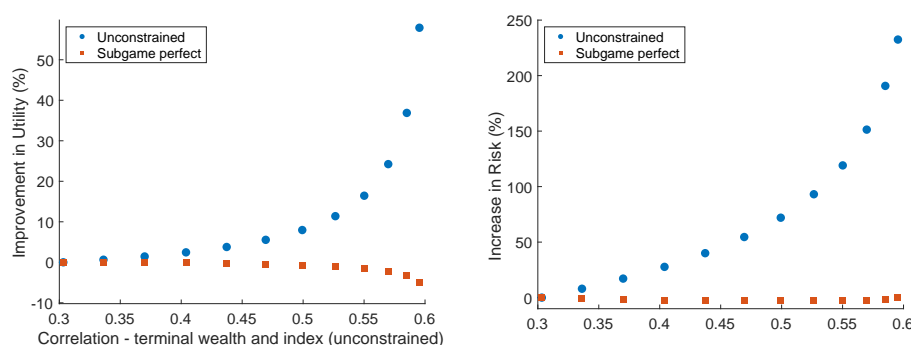 Improvement in Utility (%)
50
40
30
20
10
0
-10
Unconstrained
Subgame perfect
0.3 0.35 0.4 0.45 0.5 0.55 0.6
Correlation - terminal wealth and index (unconstrained)
Increase in Risk (%)
250
200
150
100
50
0
Unconstrained
Subgame perfect
0.3 0.35 0.4 0.45 0.5 0.55 0.6